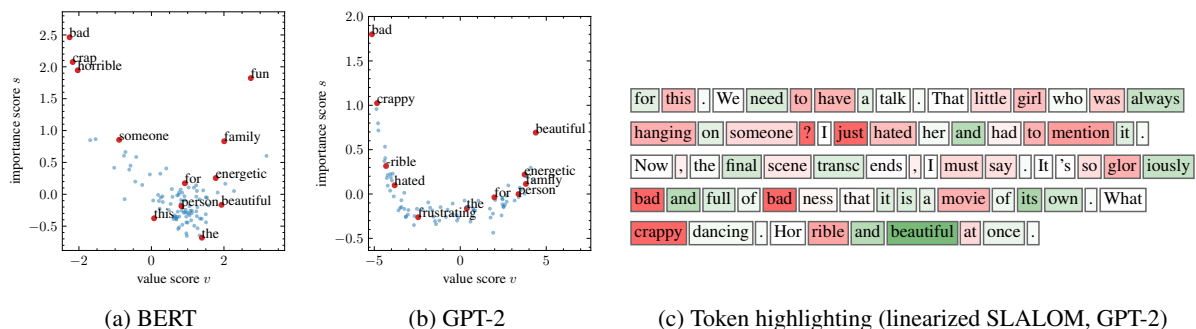 bad
crap
horrible
fun
someone
family
for
energetic
person
beautiful
this
the
2.5
2.0
1.5
1.0
0.5
0.0
−0.5
−2
0
2
importance score s
value score v
(a) BERT
bad
crappy
beautiful
rible
hated
energetic
family
person
for
the
frustrating
2.0
1.5
1.0
0.5
0.0
−0.5
−5
0
5
importance score s
value score v
(b) GPT-2
for this . We need to have a talk . That little girl who was always
hanging on someone ? I just hated her and had to mention it .
Now , the final scene transc ends , I must say . It 's so glor iously
bad and full of bad ness that it is a movie of its own . What
crappy dancing . Hor rible and beautiful at once .
(c) Token highlighting (linearized SLALOM, GPT-2)